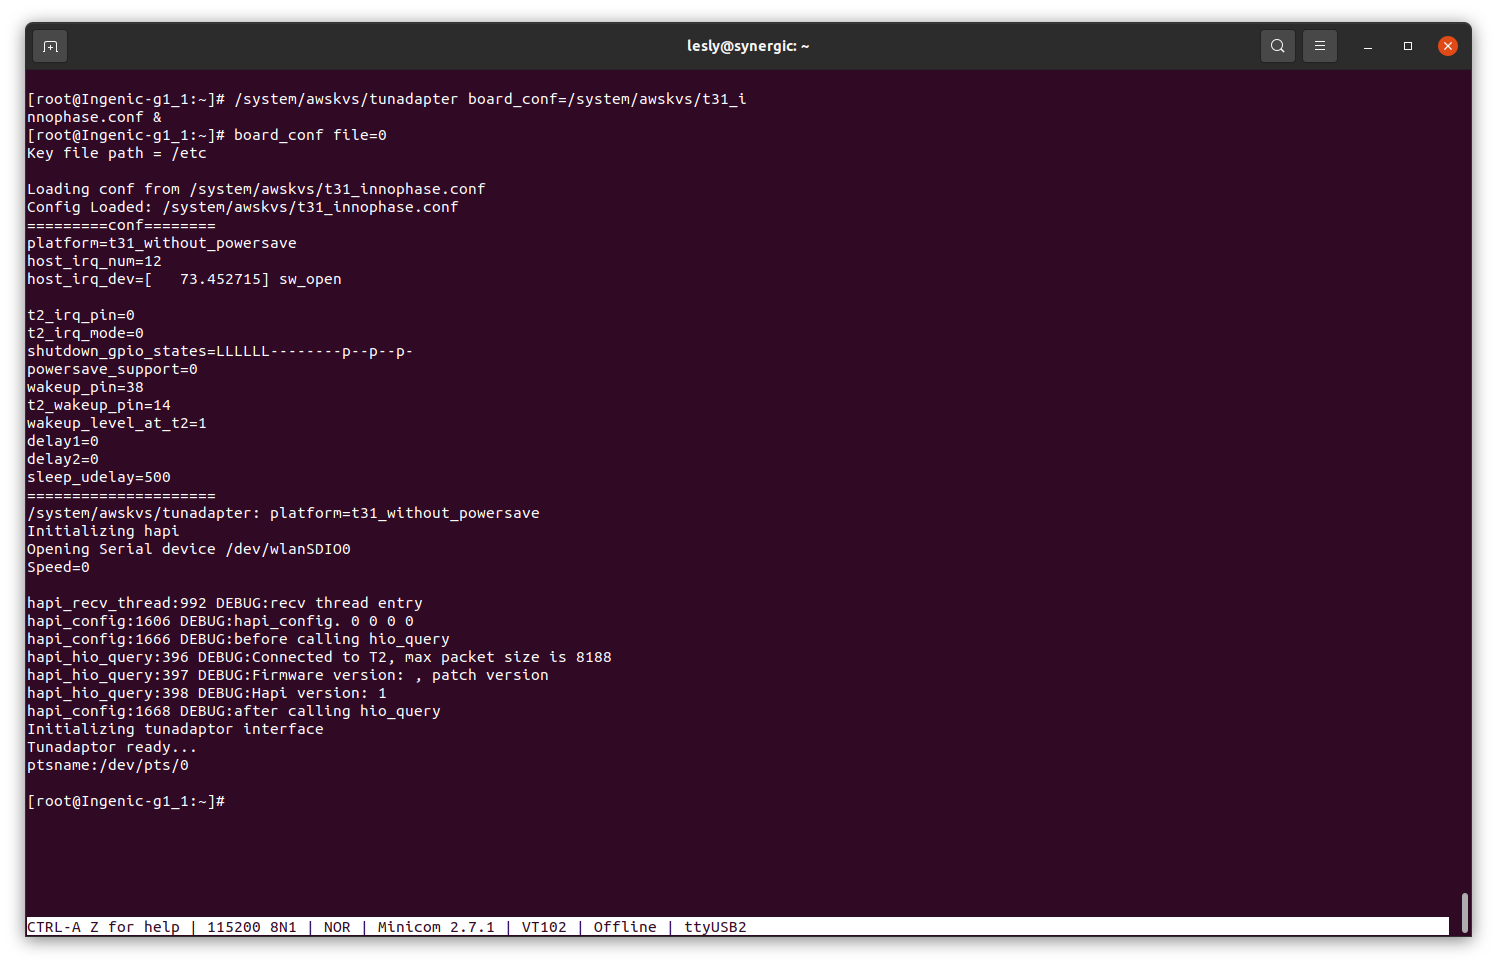 lesly@synergic: ~
[root@Ingenic-g1_1:~]# /system/awskvs/tunadapter board_conf=/system/awskvs/t31_i
nnophase.conf &
[root@Ingenic-g1_1:~]# board_conf file=0
Key file path = /etc
Loading conf from /system/awskvs/t31_innophase.conf
Config Loaded: /system/awskvs/t31_innophase.conf
=========conf========
platform=t31_without_powersave
host_irq_num=12
host_irq_dev=[   73.452715] sw_open
t2_irq_pin=0
t2_irq_mode=0
shutdown_gpio_states=LLLLLL--------p--p--p-
powersave_support=0
wakeup_pin=38
t2_wakeup_pin=14
wakeup_level_at_t2=1
delay1=0
delay2=0
sleep_udelay=500
=====================
/system/awskvs/tunadapter: platform=t31_without_powersave
Initializing hapi
Opening Serial device /dev/wlanSDIO0
Speed=0
hapi_recv_thread:992 DEBUG:recv thread entry
hapi_config:1606 DEBUG:hapi_config. 0 0 0 0
hapi_config:1666 DEBUG:before calling hio_query
hapi_hio_query:396 DEBUG:Connected to T2, max packet size is 8188
hapi_hio_query:397 DEBUG:Firmware version: , patch version
hapi_hio_query:398 DEBUG:Hapi version: 1
hapi_config:1668 DEBUG:after calling hio_query
Initializing tunadaptor interface
Tunadaptor ready...
ptsname:/dev/pts/0
[root@Ingenic-g1_1:~]#
CTRL-A Z for help | 115200 8N1 | NOR | Minicom 2.7.1 | VT102 | Offline | ttyUSB2